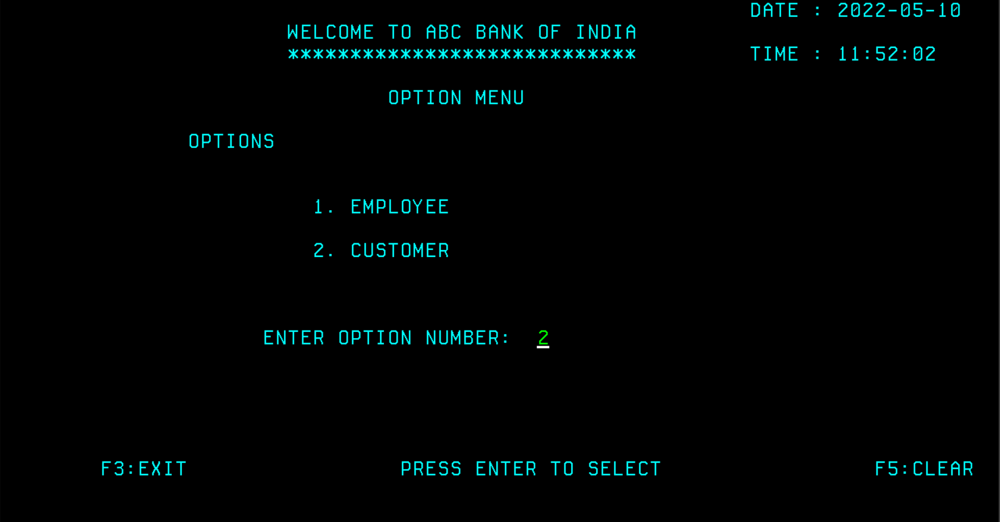 DATE : 2022-05-10
WELCOME TO ABC BANK OF INDIA
****************************
TIME : 11:52:02
OPTION MENU
OPTIONS
1. EMPLOYEE
2. CUSTOMER
ENTER OPTION NUMBER: 2
F3:EXIT PRESS ENTER TO SELECT F5:CLEAR